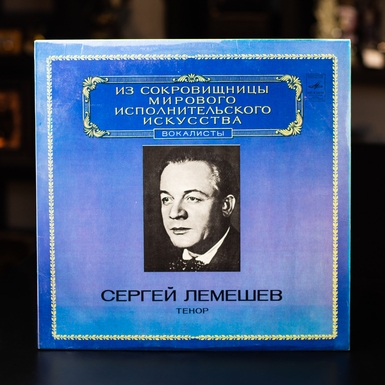 ИЗ СОКРОВИЩНИЦЫ
МИРОВОГО
ИСПОЛНИТЕЛЬСКОГО
ИСКУССТВА
ВОКАЛИСТЫ
СЕРГЕЙ ЛЕМЕШЕВ
ТЕНОР